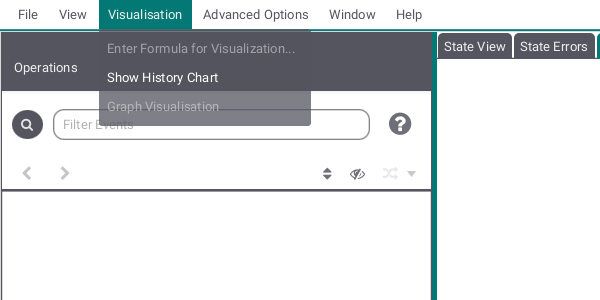 File View Visualisation Advanced Options Window Help
Enter Formula for Visualization...
Operations
Show History Chart
Graph Visualisation
Filter Events
State View State Errors